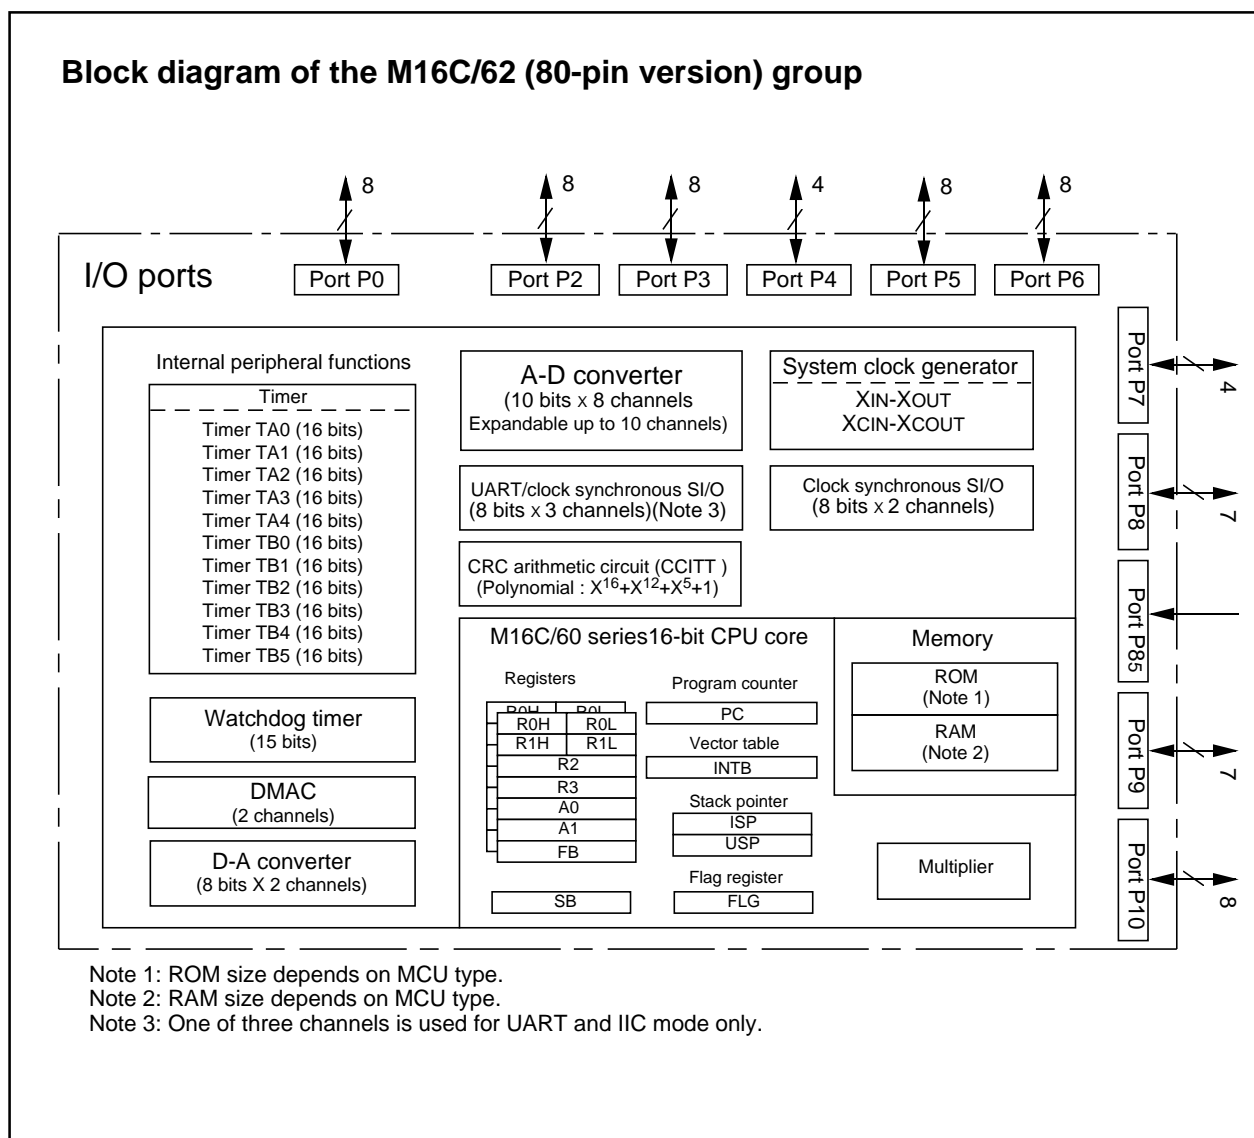 Block diagram of the M16C/62 (80-pin version) group
8
8
8
4
8
8
I/O ports
Port P0
Port P2
Port P3
Port P4
Port P5
Port P6
Internal peripheral functions
Timer
Timer TA0 (16 bits)
Timer TA1 (16 bits)
Timer TA2 (16 bits)
Timer TA3 (16 bits)
Timer TA4 (16 bits)
Timer TB0 (16 bits)
Timer TB1 (16 bits)
Timer TB2 (16 bits)
Timer TB3 (16 bits)
Timer TB4 (16 bits)
Timer TB5 (16 bits)
Watchdog timer
(15 bits)
DMAC
(2 channels)
D-A converter
(8 bits X 2 channels)
A-D converter
(10 bits x 8 channels
Expandable up to 10 channels)
UART/clock synchronous SI/O
(8 bits x 3 channels)(Note 3)
CRC arithmetic circuit (CCITT )
(Polynomial : X16+X12+X5+1)
System clock generator
XIN-XOUT
XCIN-XCOUT
Clock synchronous SI/O
(8 bits x 2 channels)
M16C/60 series16-bit CPU core
Registers
R0H R0L
R0H R0L
R1H R1L
R2
R3
A0
A1
FB
SB
Program counter
PC
Vector table
INTB
Stack pointer
ISP
USP
Flag register
FLG
Memory
ROM
(Note 1)
RAM
(Note 2)
Multiplier
Port P7
4
Port P8
7
Port P85
Port P9
7
Port P10
8
Note 1: ROM size depends on MCU type.
Note 2: RAM size depends on MCU type.
Note 3: One of three channels is used for UART and IIC mode only.